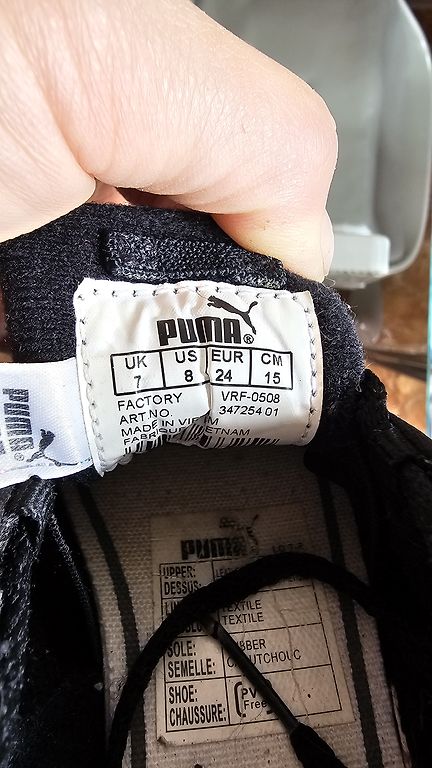 PUMA®
UK US EUR CM
7 8 24 15
FACTORY VRF-0508
ART NO. 347254 01
MADE IN
PUMA
PUMA
UPPER:
DESSUS:
TEXTILE
TEXTILE
SOLE:
SEMELLE:
SHOE:
CHAUSSURE: Free